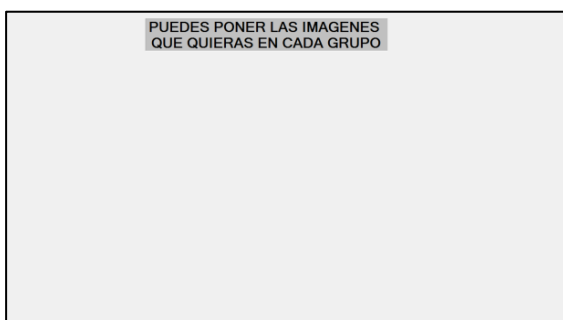 PUEDES PONER LAS IMAGENES
QUE QUIERAS EN CADA GRUPO